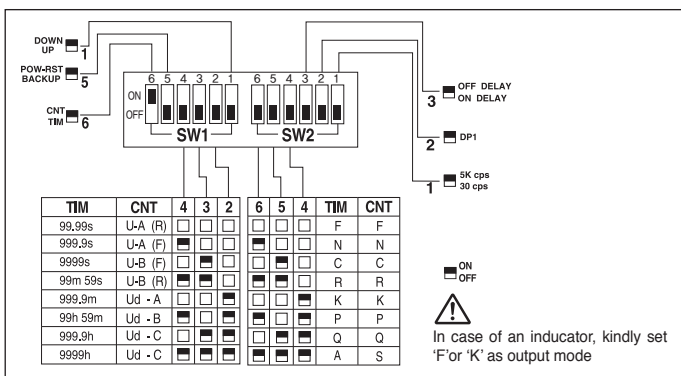 DOWN
UP
1
POW-RST
BACKUP
5
CNT
TIM
6
6 5 4 3 2 1
6 5 4 3 2 1
ON
OFF
SW1
SW2
3
OFF DELAY
ON DELAY
2
DP1
1
5K cps
30 cps
TIM CNT 4 3 2 6 5 4 TIM CNT
99.99s U-A (R) F F
999.9s U-A (F) N N
9999s U-B (F) C C
99m 59s U-B (R) R R
999.9m Ud - A K K
99h 59m Ud - B P P
999.9h Ud - C Q Q
9999h Ud - C A S
ON
OFF
In case of an inducator, kindly set
'F'or 'K' as output mode